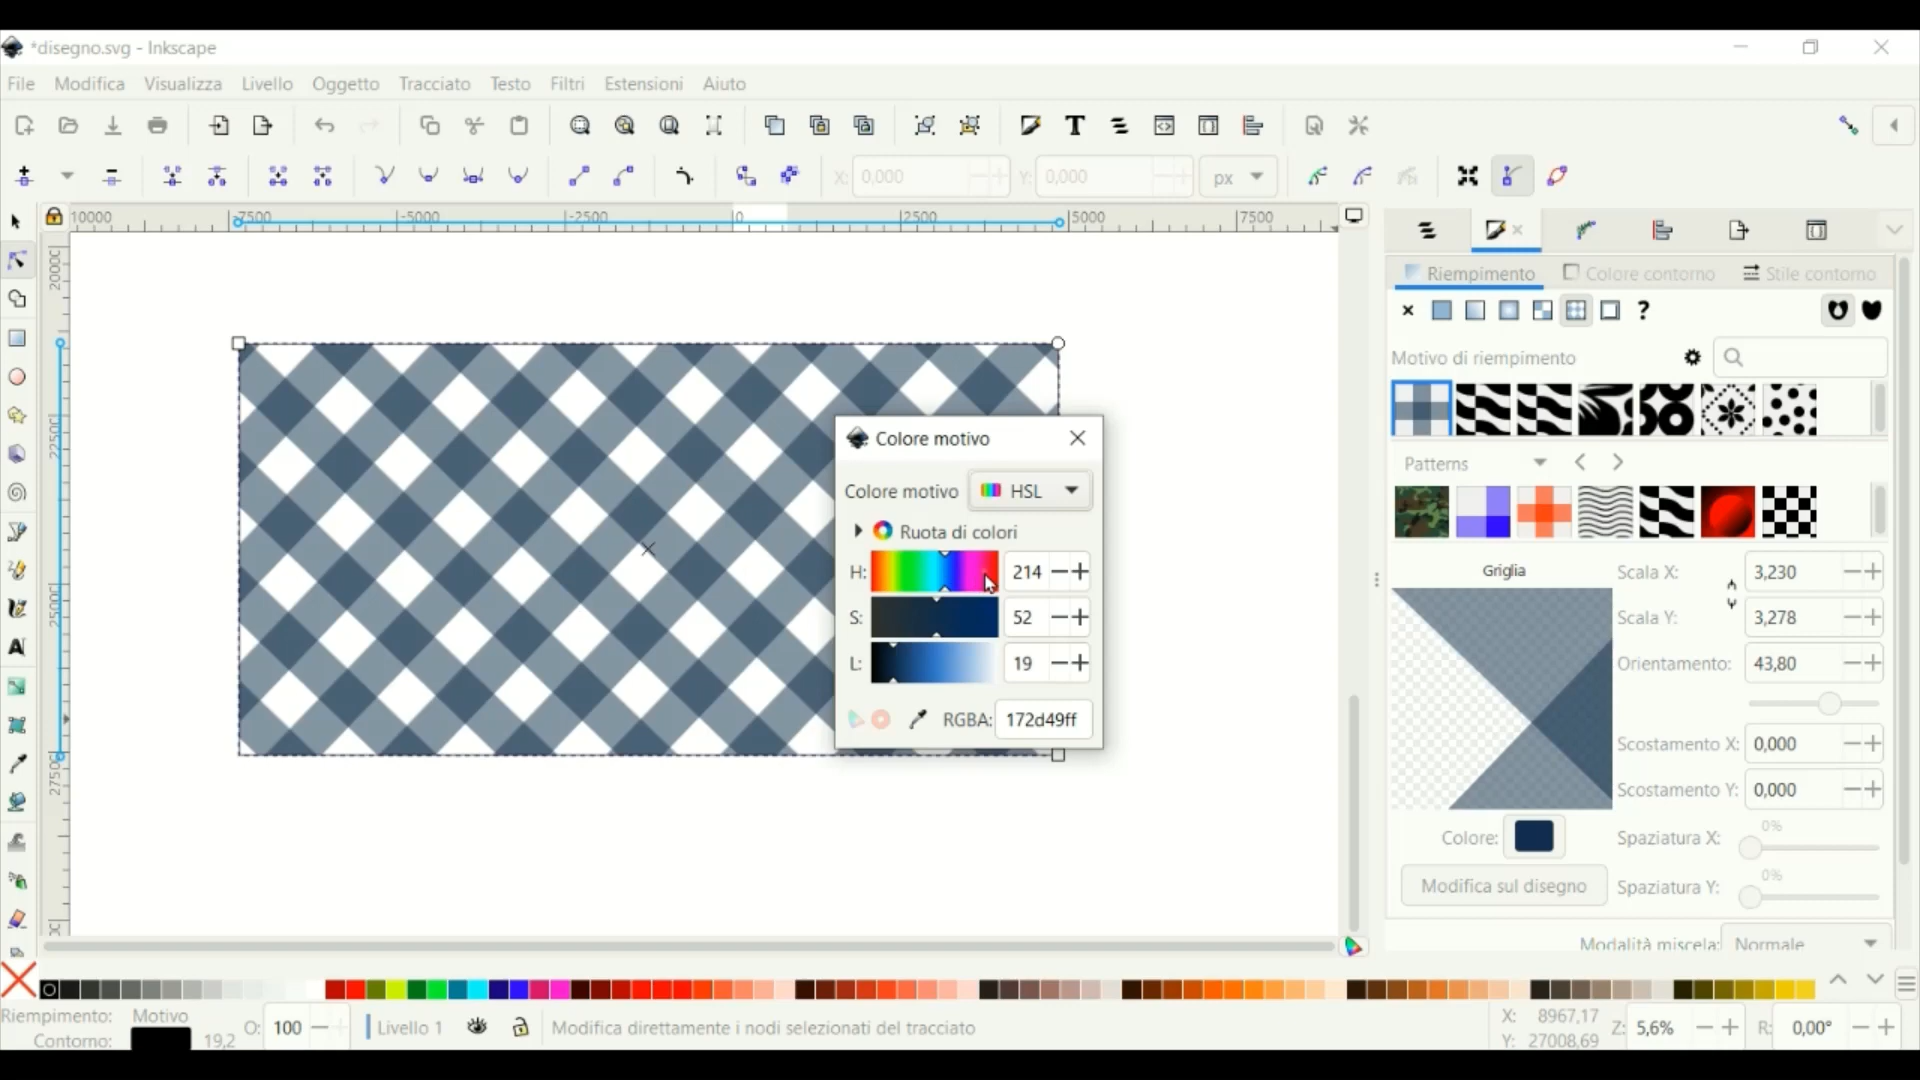 *disegno.svg - Inkscape
File Modifica Visualizza Livello Oggetto Tracciato Testo Filtri Estensioni Aiuto
X: 0,000 Y: 0,000 px
10000 -7500 -5000 -2500 0 2500 5000 7500
Riempimento Colore contorno Stile contorno
?
Motivo di riempimento
Patterns
Colore motivo
Colore motivo HSL
Ruota di colori
H: 214
S: 52
L: 19
RGBA: 172d49ff
Griglia Scala X: 3,230
Scala Y: 3,278
Orientamento: 43,80
Scostamento X: 0,000
Scostamento Y: 0,000
Colore: Spaziatura X: 0%
Modifica sul disegno Spaziatura Y: 0%
Modalità miscela: Normale
Riempimento: Motivo
Contorno: 19,2
O: 100 Livello 1 Modifica direttamente i nodi selezionati del tracciato
X: 8967,17
Y: 27008,69
Z: 5,6% R: 0,00°